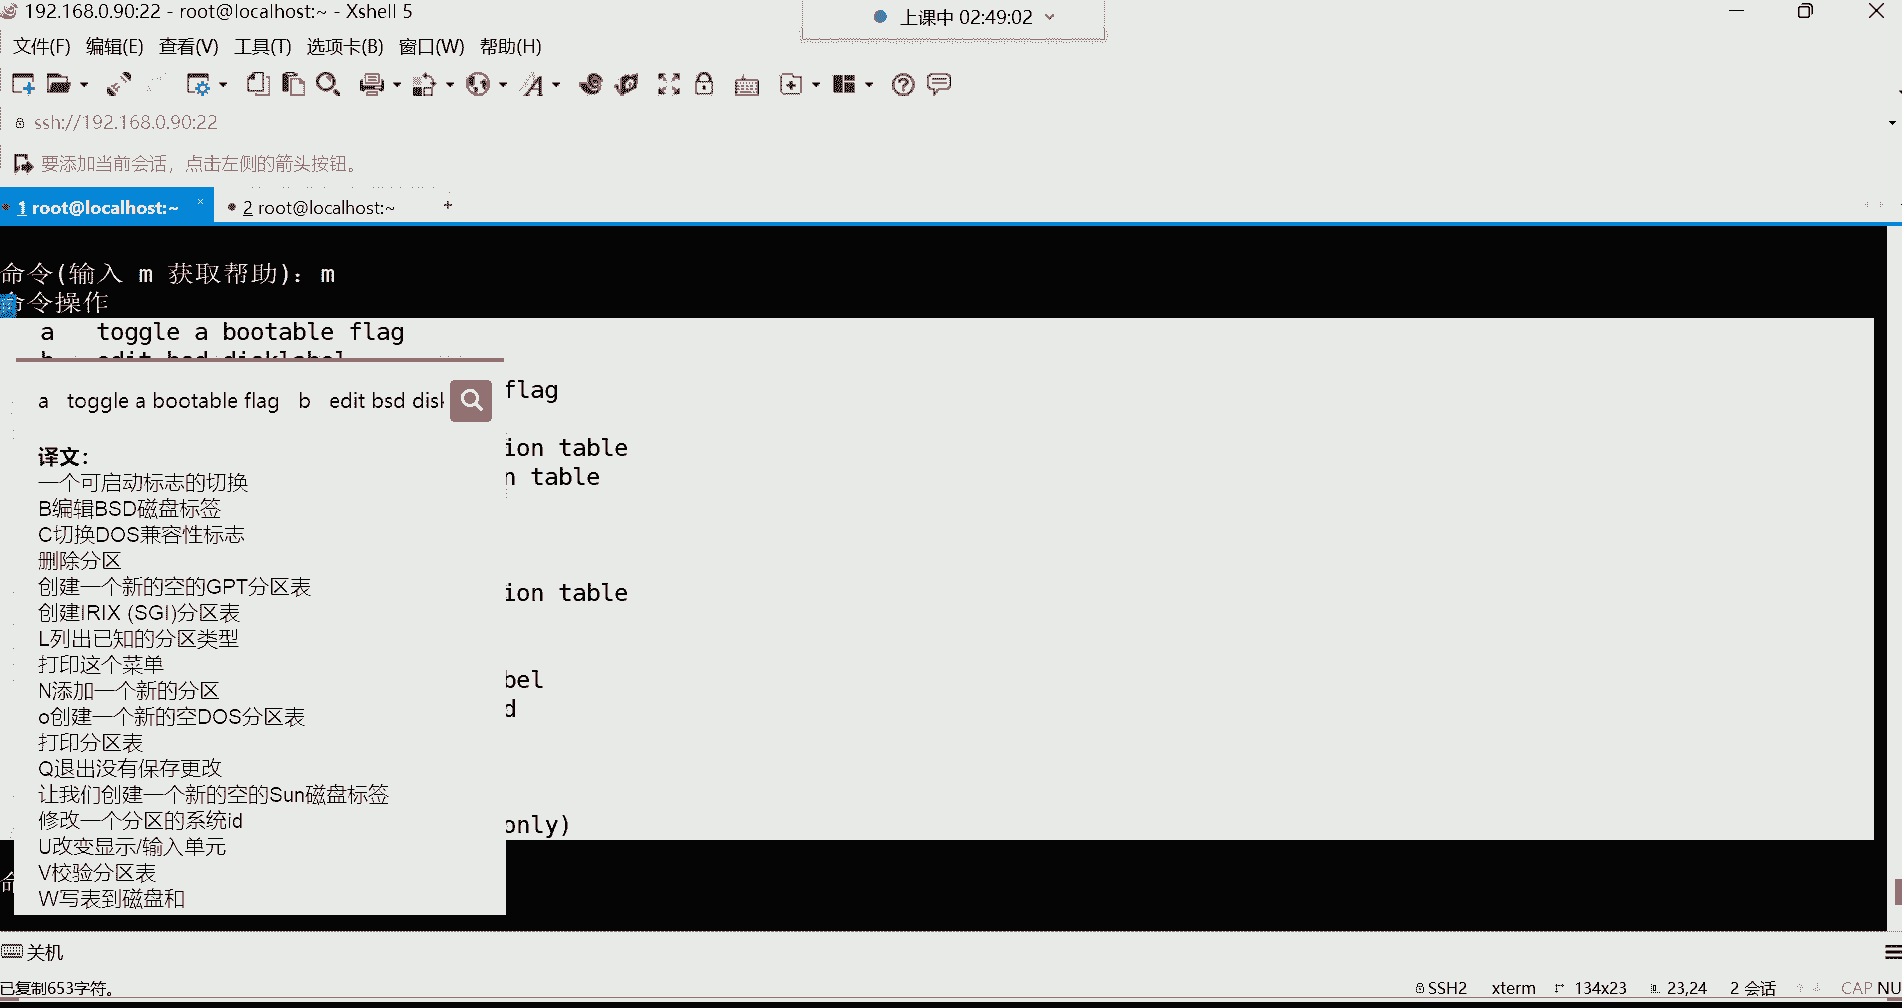 192.168.0.90:22 - root@localhost:~ - Xshell 5
上课中 02:49:02
文件(F) 编辑(E) 查看(V) 工具(T) 选项卡(B) 窗口(W) 帮助(H)
ssh://192.168.0.90:22
要添加当前会话，点击左侧的箭头按钮。
1 root@localhost:~ × 2 root@localhost:~ +
命令(输入 m 获取帮助)：m
命令操作
a toggle a bootable flag
b edit bsd disklabel
flag
a toggle a bootable flag b edit bsd disk
ion table
n table
译文：
一个可启动标志的切换
B编辑BSD磁盘标签
C切换DOS兼容性标志
删除分区
创建一个新的空的GPT分区表
ion table
创建IRIX (SGI)分区表
L列出已知的分区类型
打印这个菜单
bel
N添加一个新的分区
d
o创建一个新的空DOS分区表
打印分区表
Q退出没有保存更改
让我们创建一个新的空的Sun磁盘标签
修改一个分区的系统id
only)
U改变显示/输入单元
V校验分区表
命
W写表到磁盘和
关机
已复制653字符。
SSH2 xterm 134x23 23,24 2 会话 CAP NU